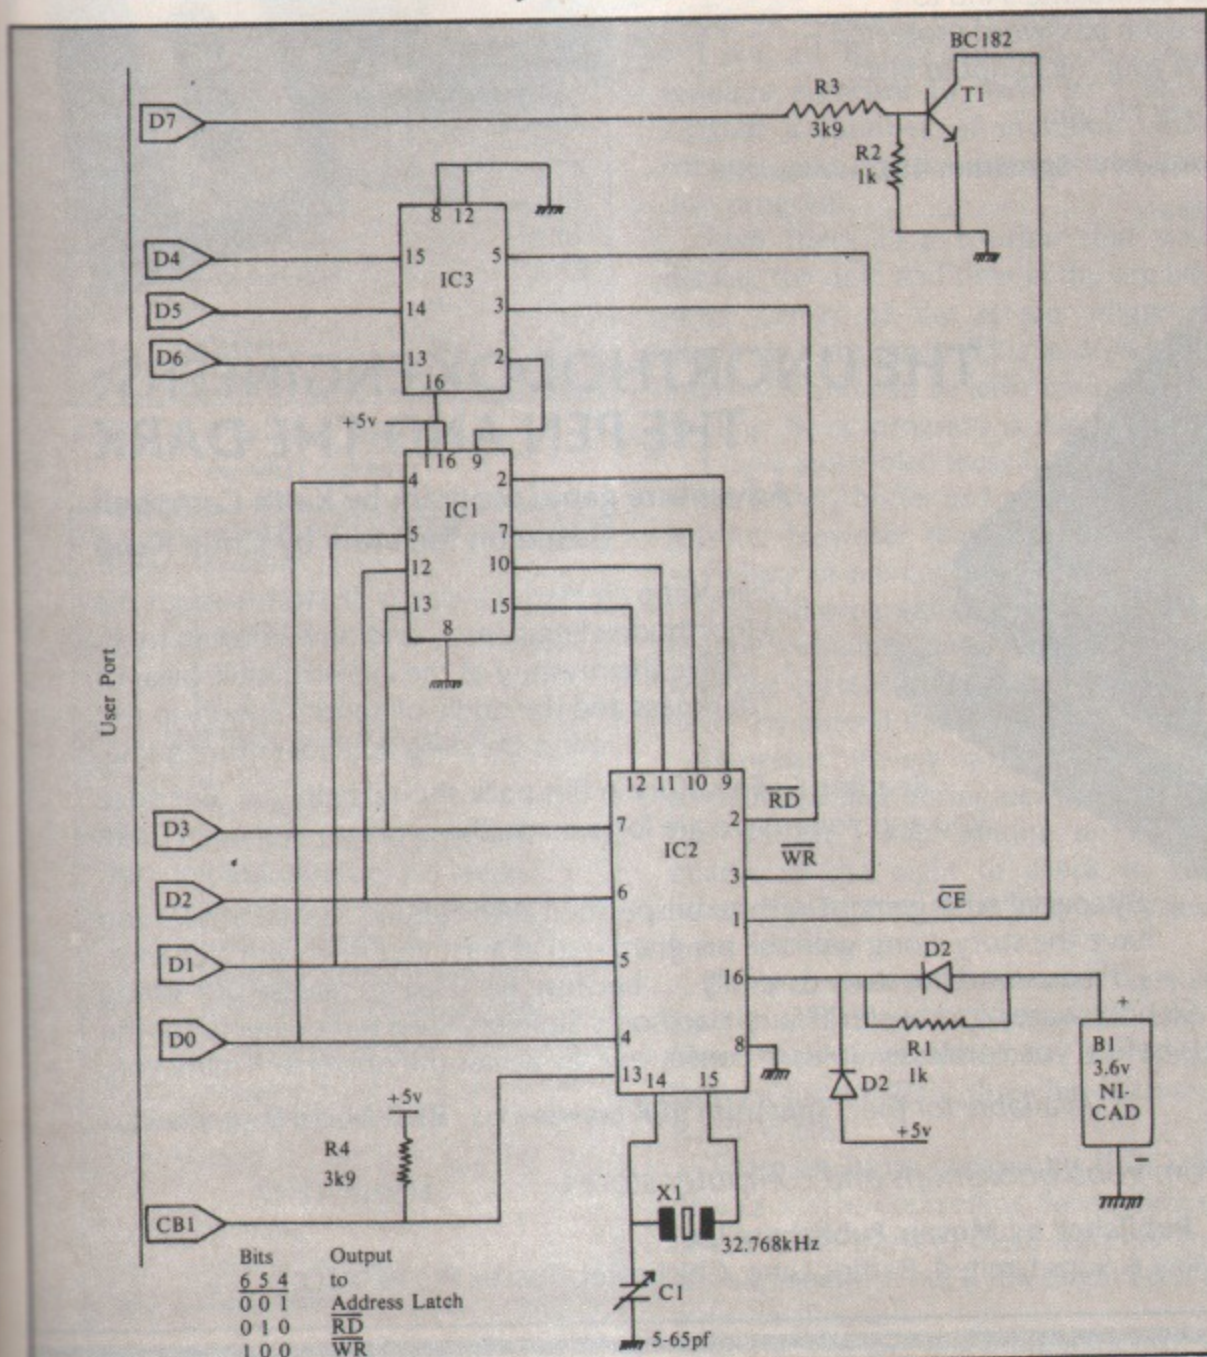 BC182
D7
R3
3k9
T1
R2
1k
8 12
D4
15
5
IC3
D5
14
3
D6
13
2
16
+5v
1 16 9
4
2
IC1
5
7
12
10
13
15
8
User Port
12 11 10 9
RD
D3
7
2
IC2
WR
3
D2
6
CE
1
D1
5
16
D2
D0
4
8
R1
1k
+
B1
3.6v
NI-
CAD
-
13 14 15
D2
+5v
+5v
R4
3k9
X1
CB1
32.768kHz
C1
5-65pf
Bits Output
6 5 4 to
0 0 1 Address Latch
0 1 0 RD
1 0 0 WR